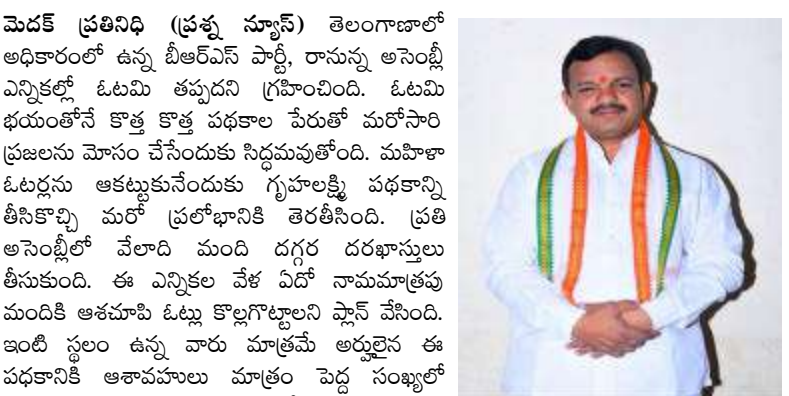 మెదక్ ప్రతినిధి (ప్రశ్న న్యూస్) తెలంగాణాలో
అధికారంలో ఉన్న బీఆర్ఎస్ పార్టీ, రానున్న అసెంబ్లీ
ఎన్నికల్లో ఓటమి తప్పదని గ్రహించింది. ఓటమి
భయంతోనే కొత్త కొత్త పథకాల పేరుతో మరోసారి
ప్రజలను మోసం చేసేందుకు సిద్ధమవుతోంది. మహిళా
ఓటర్లను ఆకట్టుకునేందుకు గృహలక్ష్మి పథకాన్ని
తీసికొచ్చి మరో ప్రలోభానికి తెరతీసింది. ప్రతి
అసెంబ్లీలో వేలాది మంది దగ్గర దరఖాస్తులు
తీసుకుంది. ఈ ఎన్నికల వేళ ఏదో నామమాత్రపు
మందికి ఆశచూపి ఓట్లు కొల్లగొట్టాలని ప్లాన్ వేసింది.
ఇంటి స్థలం ఉన్న వారు మాత్రమే అర్హులైన ఈ
పధకానికి ఆశావహులు మాత్రం పెద్ద సంఖ్యలో